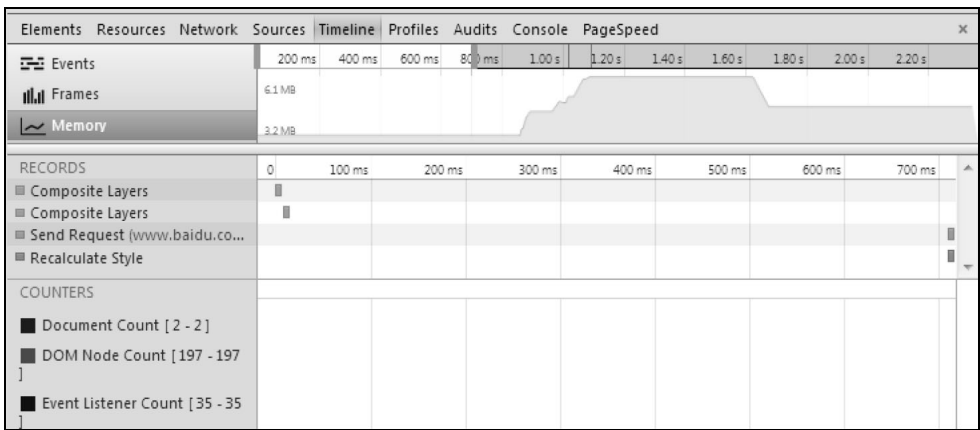 Elements Resources Network Sources Timeline Profiles Audits Console PageSpeed ×
Events
Frames
Memory
200 ms 400 ms 600 ms 800 ms 1.00 s 1.20 s 1.40 s 1.60 s 1.80 s 2.00 s 2.20 s
6.1 MB
3.2 MB
RECORDS
0 100 ms 200 ms 300 ms 400 ms 500 ms 600 ms 700 ms
Composite Layers
Composite Layers
Send Request (www.baidu.co...
Recalculate Style
COUNTERS
Document Count [ 2 - 2 ]
DOM Node Count [ 197 - 197
]
Event Listener Count [ 35 - 35
]